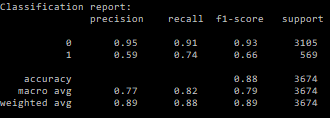 Classification report:
precision recall f1-score support
0 0.95 0.91 0.93 3105
1 0.59 0.74 0.66 569
accuracy 0.88 3674
macro avg 0.77 0.82 0.79 3674
weighted avg 0.89 0.88 0.89 3674